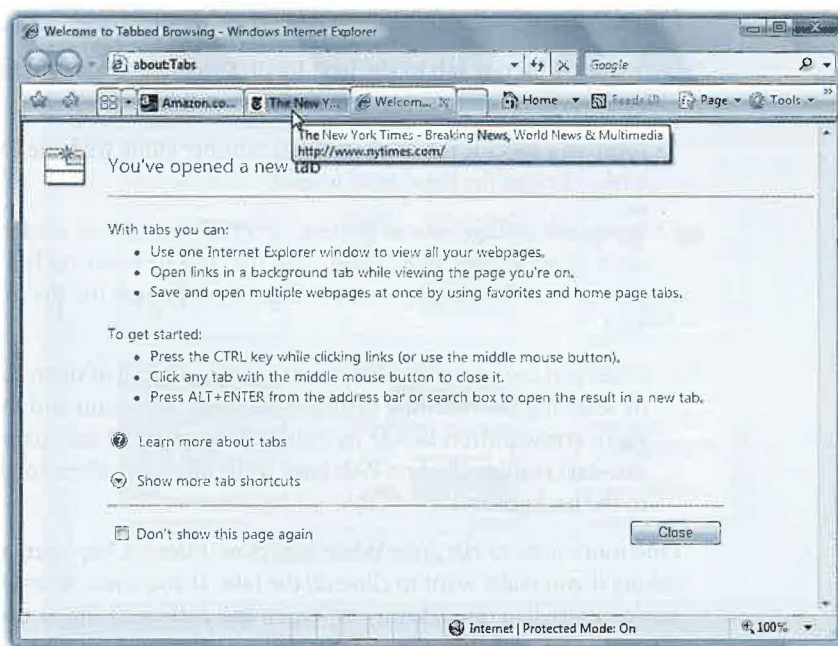 Welcome to Tabbed Browsing - Windows Internet Explorer
about:Tabs
Google
Amazon.co...
The New Y...
Welcom...
Home
Feeds
Page
Tools
The New York Times - Breaking News, World News & Multimedia
http://www.nytimes.com/
You've opened a new tab
With tabs you can:
• Use one Internet Explorer window to view all your webpages.
• Open links in a background tab while viewing the page you're on.
• Save and open multiple webpages at once by using favorites and home page tabs.
To get started:
• Press the CTRL key while clicking links (or use the middle mouse button).
• Click any tab with the middle mouse button to close it.
• Press ALT+ENTER from the address bar or search box to open the result in a new tab.
Learn more about tabs
Show more tab shortcuts
Don't show this page again
Close
Internet | Protected Mode: On
100%